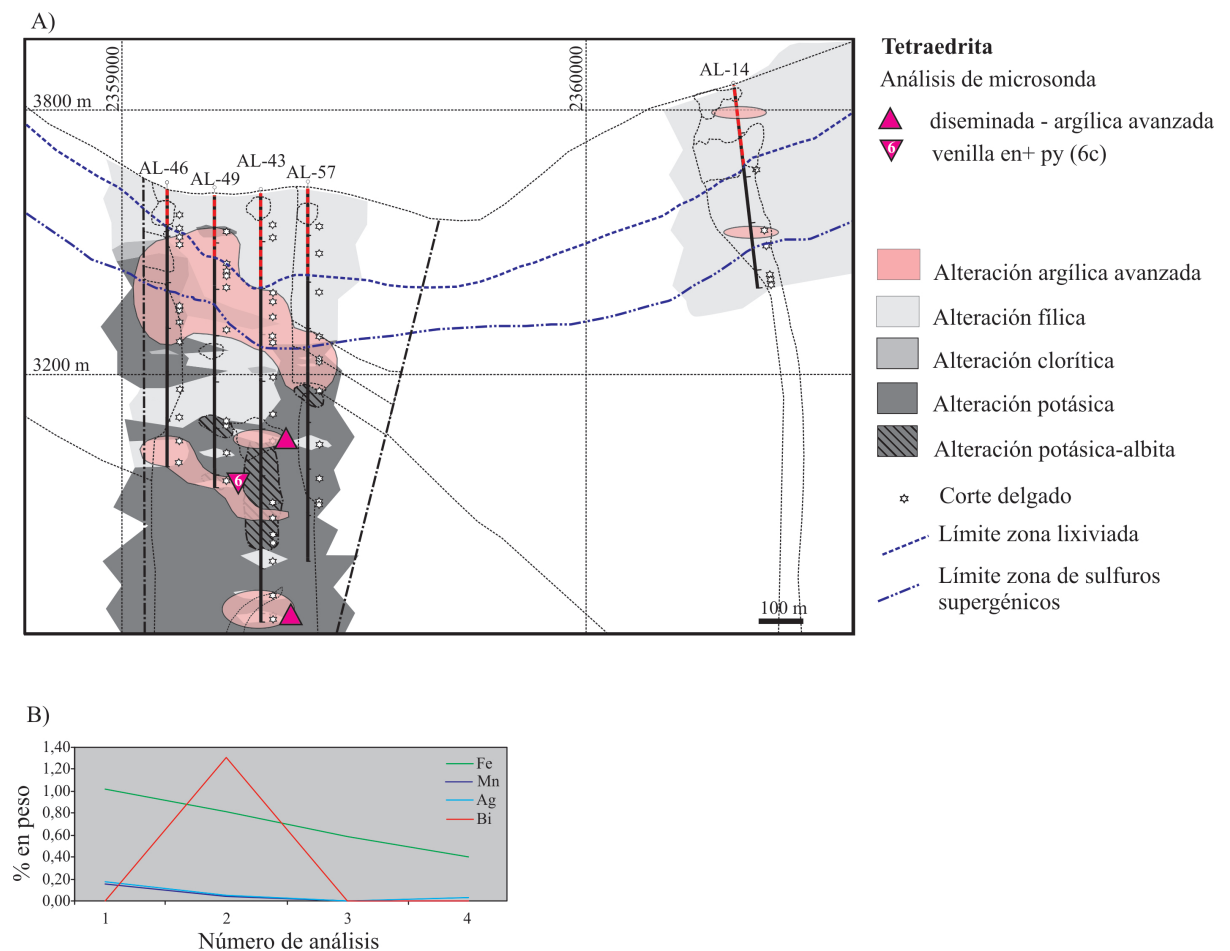 A)
2359000
2360000
AL-14
3800 m
AL-46
AL-49
AL-43
AL-57
3200 m
6
100 m
Tetraedrita
Análisis de microsonda
diseminada - argílica avanzada
6
venilla en+ py (6c)
Alteración argílica avanzada
Alteración fílica
Alteración clorítica
Alteración potásica
Alteración potásica-albita
Corte delgado
Límite zona lixiviada
Límite zona de sulfuros
supergénicos
B)
% en peso
1,40
1,20
1,00
0,80
0,60
0,40
0,20
0,00
Fe
Mn
Ag
Bi
1
2
3
4
Número de análisis